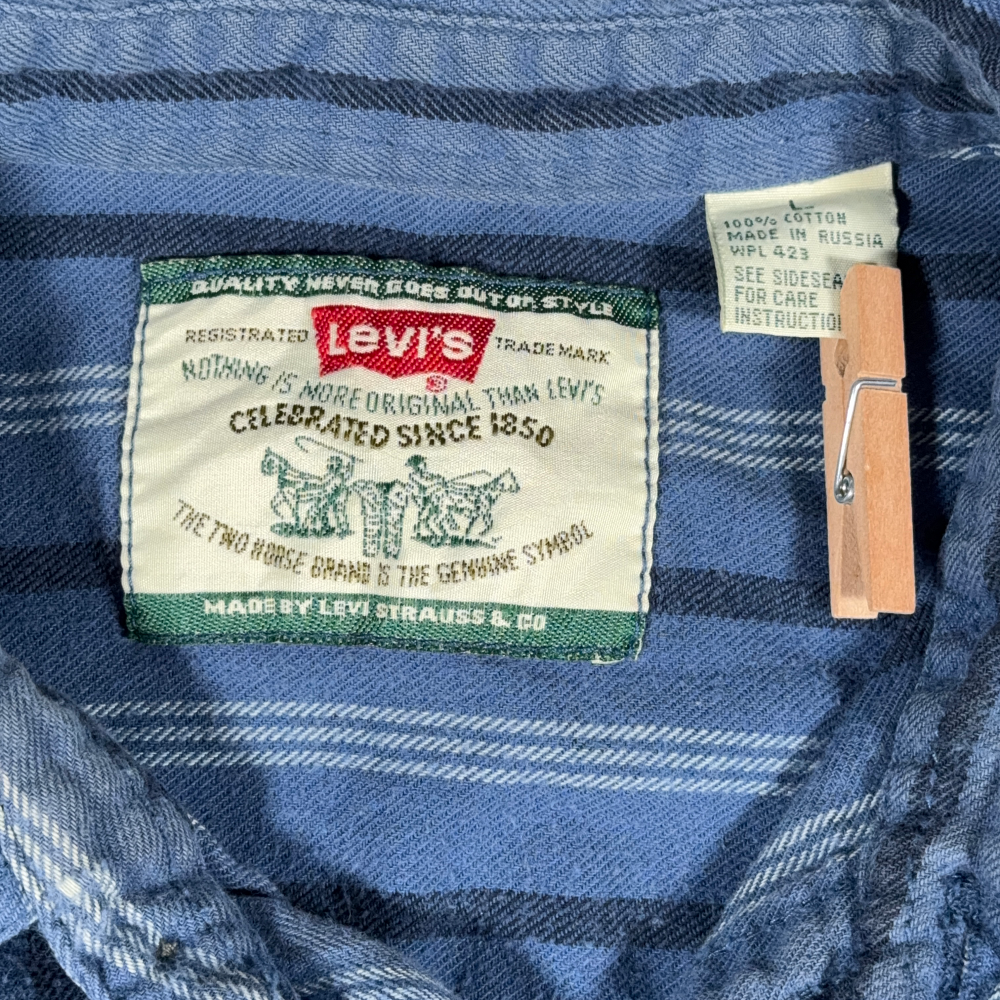 QUALITY NEVER GOES OUT OF STYLE
REGISTRATED Levi's ® TRADEMARK
NOTHING IS MORE ORIGINAL THAN LEVI'S
CELEBRATED SINCE 1850
THE TWO HORSE BRAND IS THE GENUINE SYMBOL
MADE BY LEVI STRAUSS & CO
L
100% COTTON
MADE IN RUSSIA
WPL 423
SEE SIDESEA
FOR CARE
INSTRUCTIO